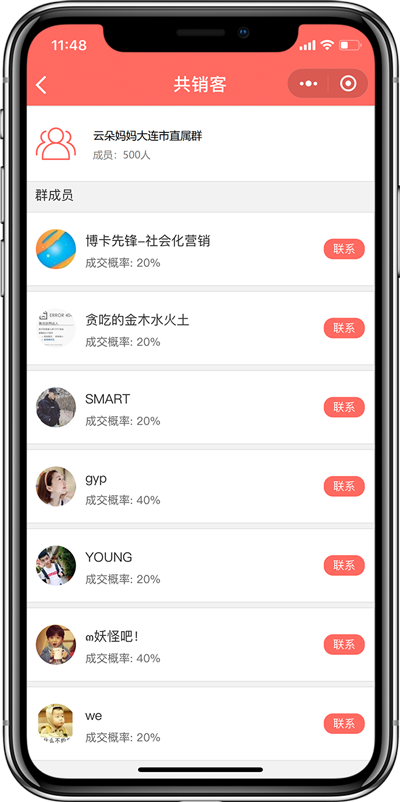 11:48
共销客
云朵妈妈大连市直属群
成员：500人
群成员
博卡先锋-社会化营销
成交概率: 20%
联系
贪吃的金木水火土
成交概率: 20%
联系
SMART
成交概率: 20%
联系
gyp
成交概率: 40%
联系
YOUNG
成交概率: 20%
联系
ო妖怪吧！
成交概率: 40%
联系
we
成交概率: 20%
联系